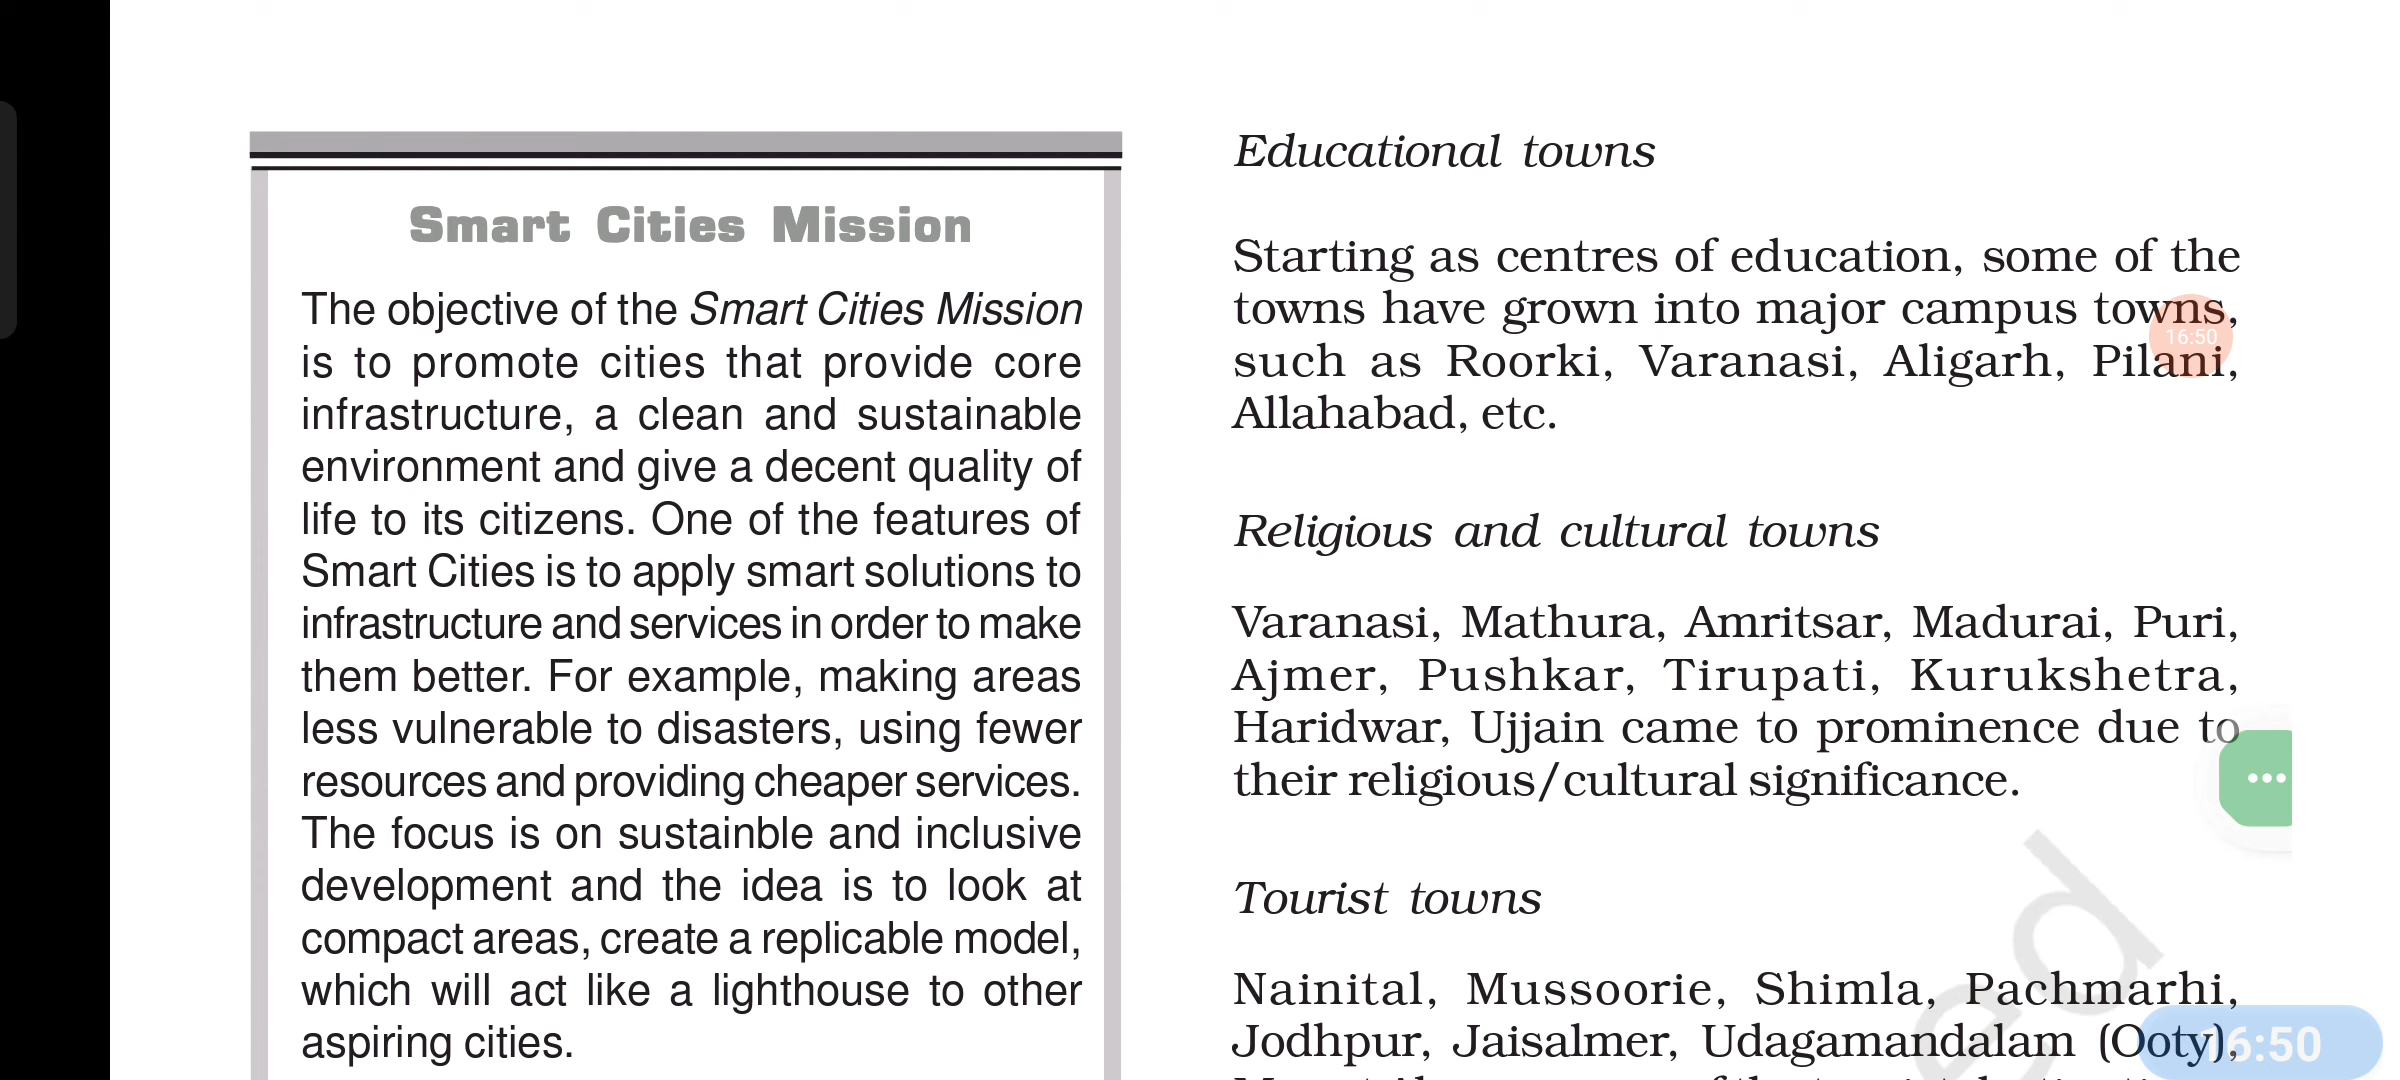 Smart Cities Mission
The objective of the Smart Cities Mission
is to promote cities that provide core
infrastructure, a clean and sustainable
environment and give a decent quality of
life to its citizens. One of the features of
Smart Cities is to apply smart solutions to
infrastructure and services in order to make
them better. For example, making areas
less vulnerable to disasters, using fewer
resources and providing cheaper services.
The focus is on sustainble and inclusive
development and the idea is to look at
compact areas, create a replicable model,
which will act like a lighthouse to other
aspiring cities.
Educational towns
Starting as centres of education, some of the
towns have grown into major campus towns,
such as Roorki, Varanasi, Aligarh, Pilani,
Allahabad, etc.
Religious and cultural towns
Varanasi, Mathura, Amritsar, Madurai, Puri,
Ajmer, Pushkar, Tirupati, Kurukshetra,
Haridwar, Ujjain came to prominence due to
their religious/cultural significance.
Tourist towns
Nainital, Mussoorie, Shimla, Pachmarhi,
Jodhpur, Jaisalmer, Udagamandalam (Ooty),
16:50
16:50
ed